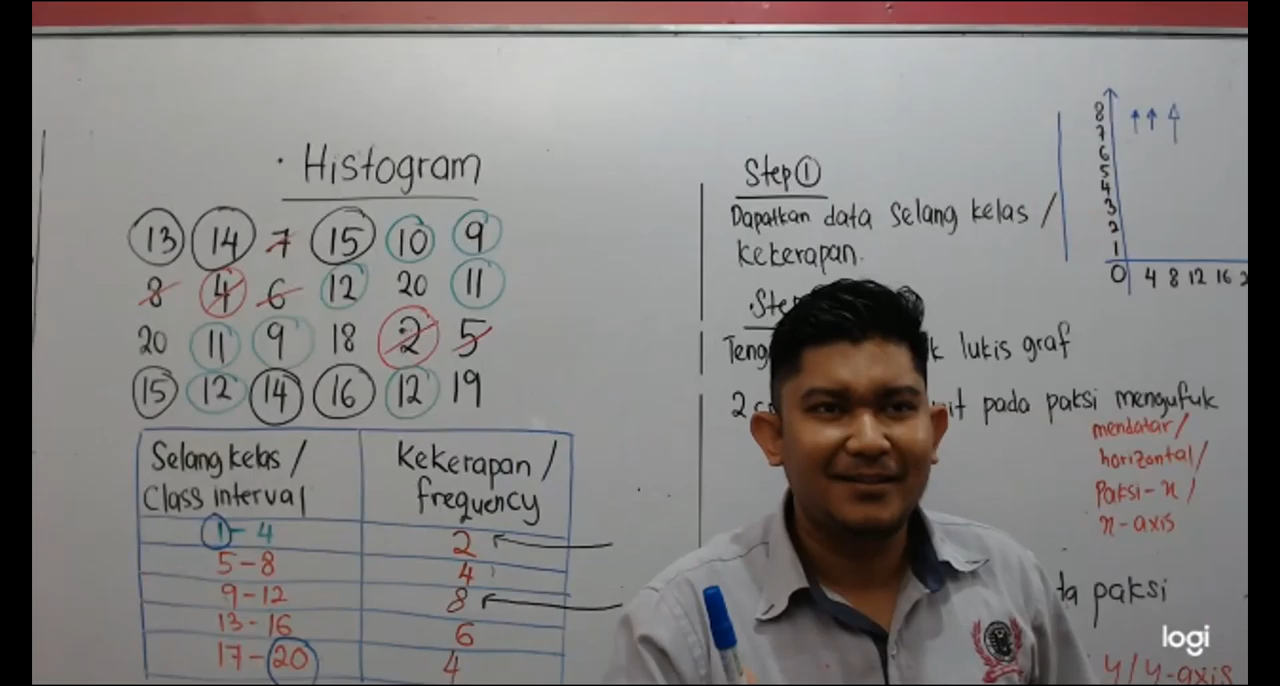 · Histogram
13 14 7 15 10 9
8 4 6 12 20 11
20 11 9 18 2 5
15 12 14 16 12 19
Selang kelas /
Class interval
Kekerapan /
frequency
1 - 4
2
5 - 8
4
9 - 12
8
13 - 16
6
17 - 20
4
Step 1
Dapatkan data selang kelas /
kekerapan.
lukis graf
pada paksi mengufuk
mendatar /
horizontal /
Paksi - x /
x - axis
paksi
y / y-axis
8
7
6
5
4
3
2
1
0 4 8 12 16
logi